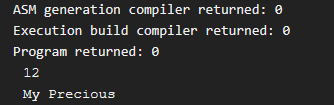 ASM generation compiler returned: 0
Execution build compiler returned: 0
Program returned: 0
12
My Precious